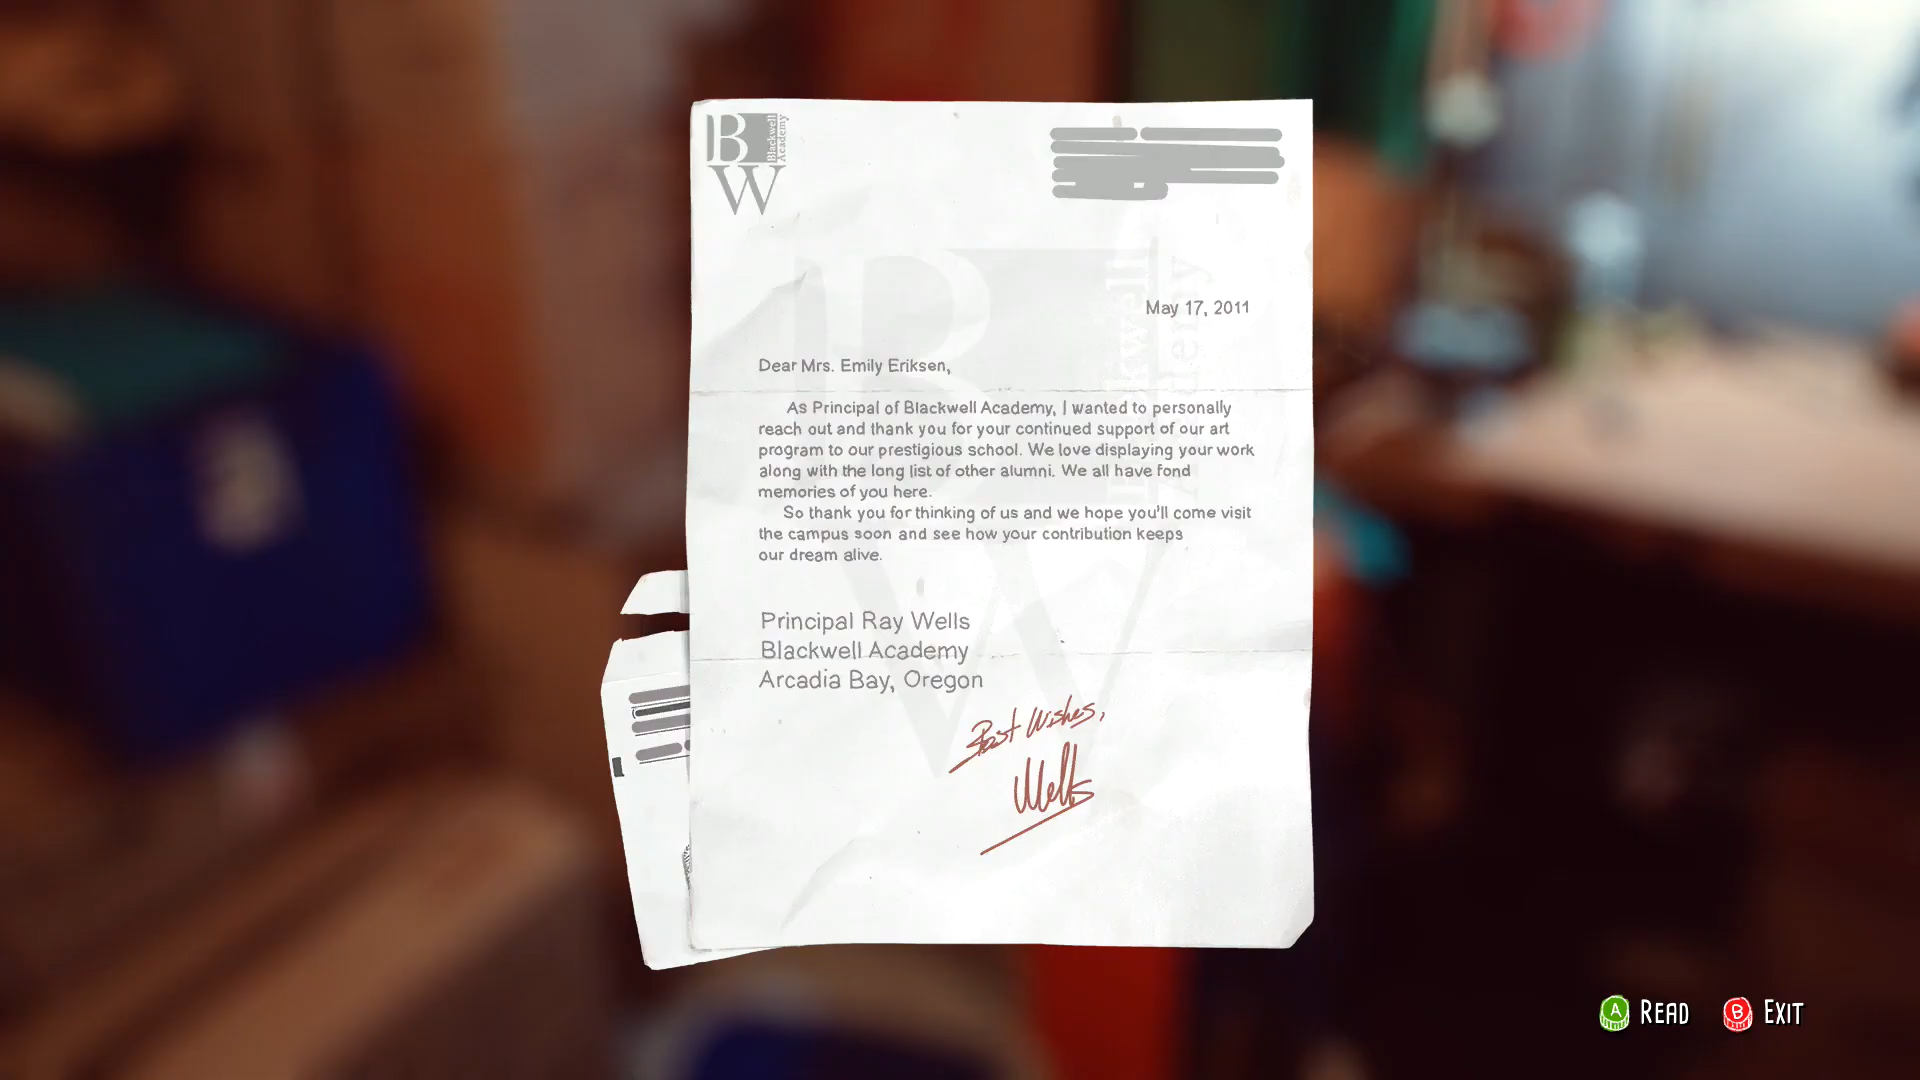 B
Blackwell
Academy
W
May 17, 2011
Dear Mrs. Emily Eriksen,
As Principal of Blackwell Academy, I wanted to personally
reach out and thank you for your continued support of our art
program to our prestigious school. We love displaying your work
along with the long list of other alumni. We all have fond
memories of you here.
So thank you for thinking of us and we hope you'll come visit
the campus soon and see how your contribution keeps
our dream alive.
Principal Ray Wells
Blackwell Academy
Arcadia Bay, Oregon
Best Wishes,
Wells
A READ B EXIT